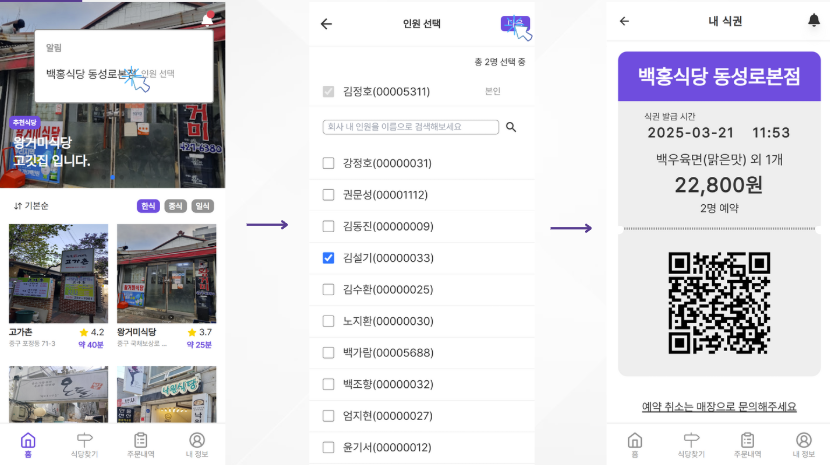 알림
백홍식당 동성로본점 인원 선택
추천식당
왕거미식당
고깃집 입니다.
기본순
한식
중식
일식
고가촌
4.2
중구 포정동 71-3
약 40분
왕거미식당
3.7
중구 국채보상로 ...
약 25분
홈
식당찾기
주문내역
내 정보
인원 선택
다음
총 2명 선택 중
김정호(00005311)
본인
회사 내 인원을 이름으로 검색해보세요
강정호(00000031)
권문성(00001112)
김동진(00000009)
김설기(00000033)
김수환(00000025)
노지환(00000030)
백가람(00005688)
백조항(00000032)
엄지현(00000027)
윤기서(00000012)
내 식권
백홍식당 동성로본점
식권 발급 시간
2025-03-21 11:53
백우육면(맑은맛) 외 1개
22,800원
2명 예약
예약 취소는 매장으로 문의해주세요
홈
식당찾기
주문내역
내 정보